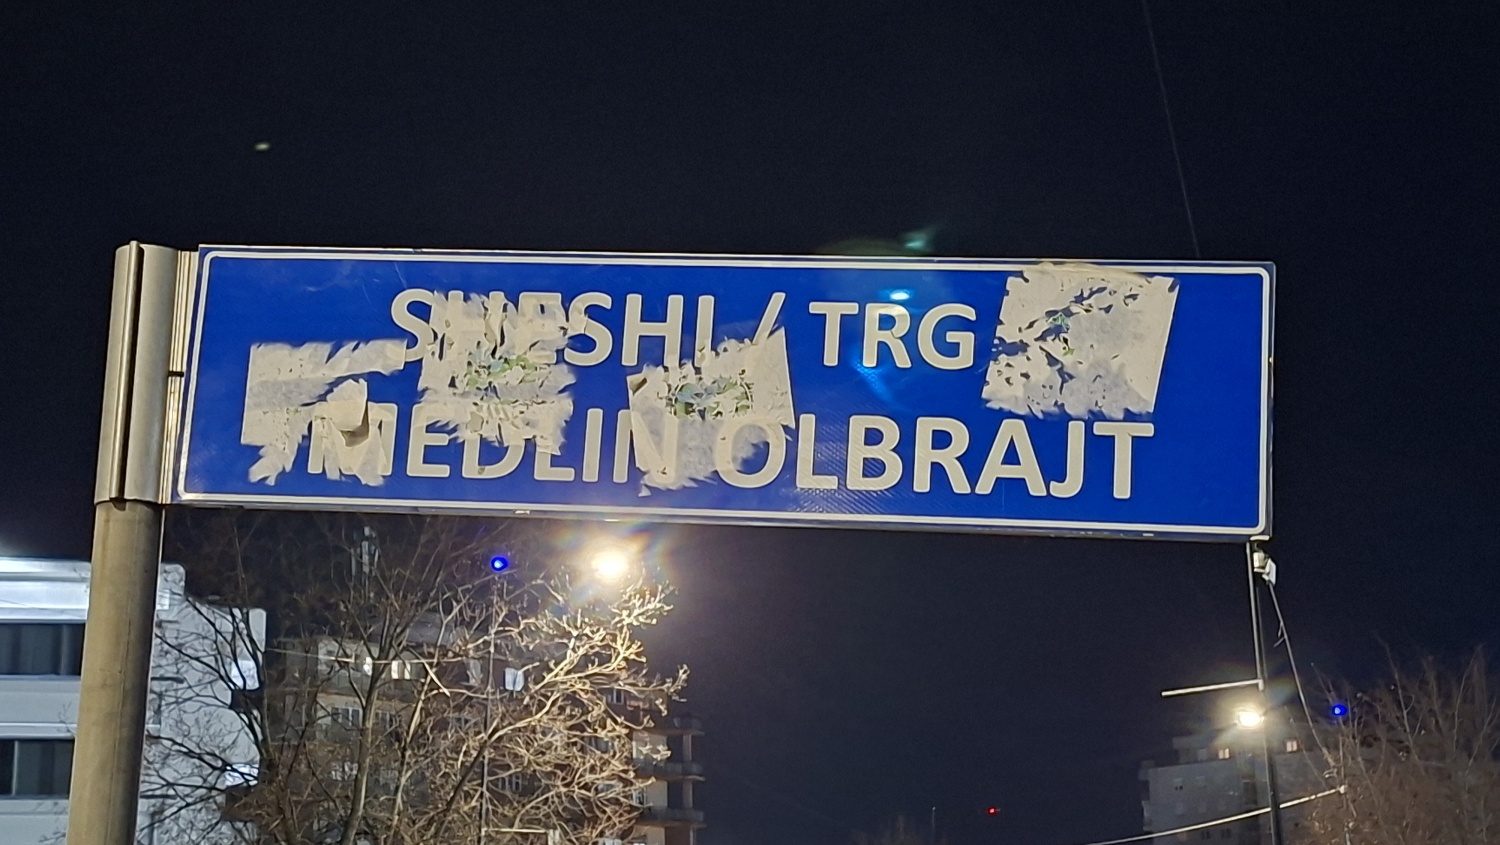 SHESHI / TRG
MEDLIN OLBRAJT